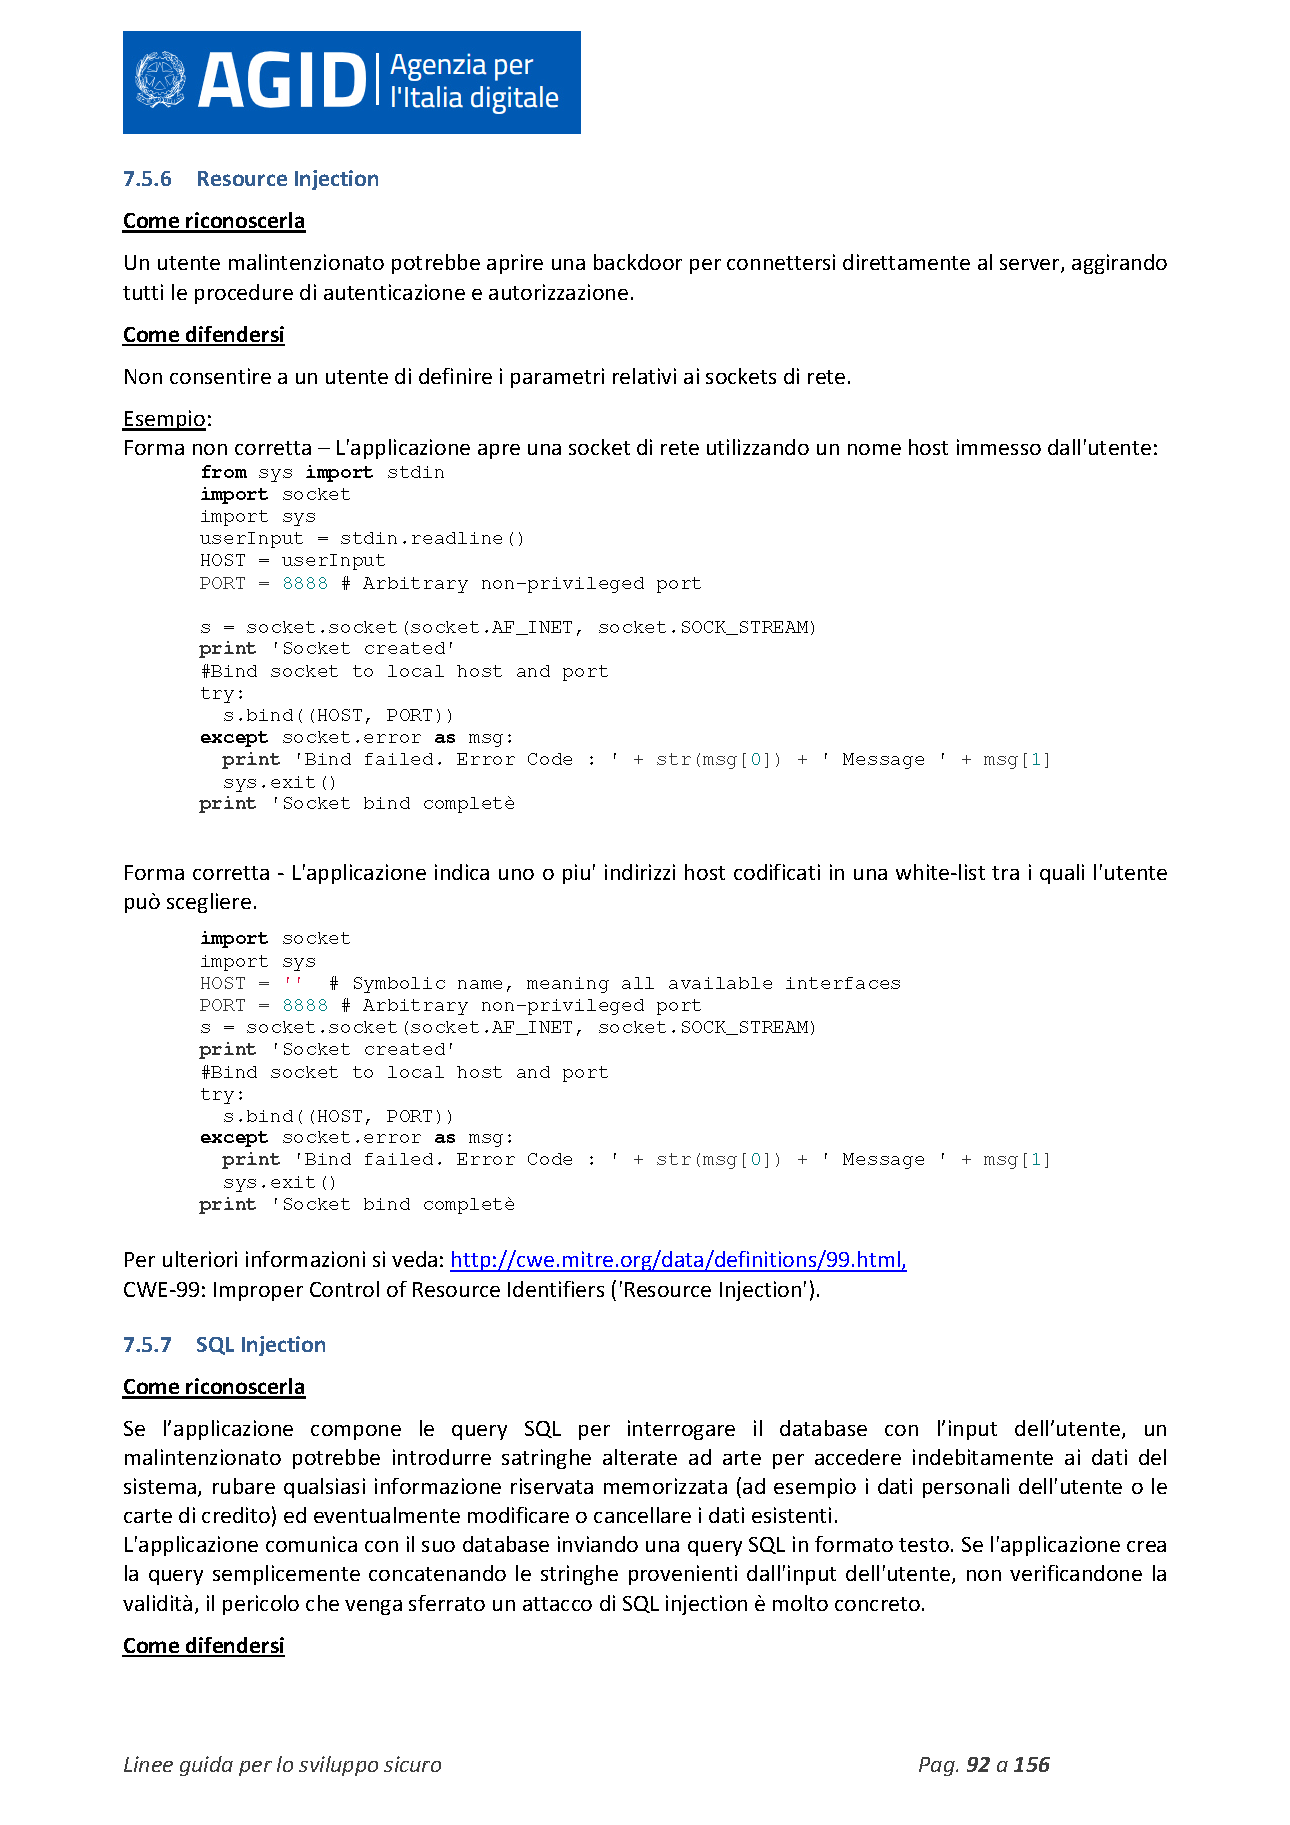 AGID
Agenzia per
l'Italia digitale
7.5.6 Resource Injection
Come riconoscerla
Un utente malintenzionato potrebbe aprire una backdoor per connettersi direttamente al server, aggirando
tutti le procedure di autenticazione e autorizzazione.
Come difendersi
Non consentire a un utente di definire i parametri relativi ai sockets di rete.
Esempio:
Forma non corretta – L'applicazione apre una socket di rete utilizzando un nome host immesso dall'utente:
from sys import stdin
import socket
import sys
userInput = stdin.readline()
HOST = userInput
PORT = 8888 # Arbitrary non-privileged port
s = socket.socket(socket.AF_INET, socket.SOCK_STREAM)
print 'Socket created'
#Bind socket to local host and port
try:
  s.bind((HOST, PORT))
except socket.error as msg:
  print 'Bind failed. Error Code : ' + str(msg[0]) + ' Message ' + msg[1]
  sys.exit()
print 'Socket bind completè
Forma corretta - L'applicazione indica uno o piu' indirizzi host codificati in una white-list tra i quali l'utente
può scegliere.
import socket
import sys
HOST = ''  # Symbolic name, meaning all available interfaces
PORT = 8888 # Arbitrary non-privileged port
s = socket.socket(socket.AF_INET, socket.SOCK_STREAM)
print 'Socket created'
#Bind socket to local host and port
try:
  s.bind((HOST, PORT))
except socket.error as msg:
  print 'Bind failed. Error Code : ' + str(msg[0]) + ' Message ' + msg[1]
  sys.exit()
print 'Socket bind completè
Per ulteriori informazioni si veda: http://cwe.mitre.org/data/definitions/99.html,
CWE-99: Improper Control of Resource Identifiers ('Resource Injection').
7.5.7 SQL Injection
Come riconoscerla
Se l’applicazione compone le query SQL per interrogare il database con l’input dell’utente, un
malintenzionato potrebbe introdurre satringhe alterate ad arte per accedere indebitamente ai dati del
sistema, rubare qualsiasi informazione riservata memorizzata (ad esempio i dati personali dell'utente o le
carte di credito) ed eventualmente modificare o cancellare i dati esistenti.
L'applicazione comunica con il suo database inviando una query SQL in formato testo. Se l'applicazione crea
la query semplicemente concatenando le stringhe provenienti dall'input dell'utente, non verificandone la
validità, il pericolo che venga sferrato un attacco di SQL injection è molto concreto.
Come difendersi
Linee guida per lo sviluppo sicuro Pag. 92 a 156